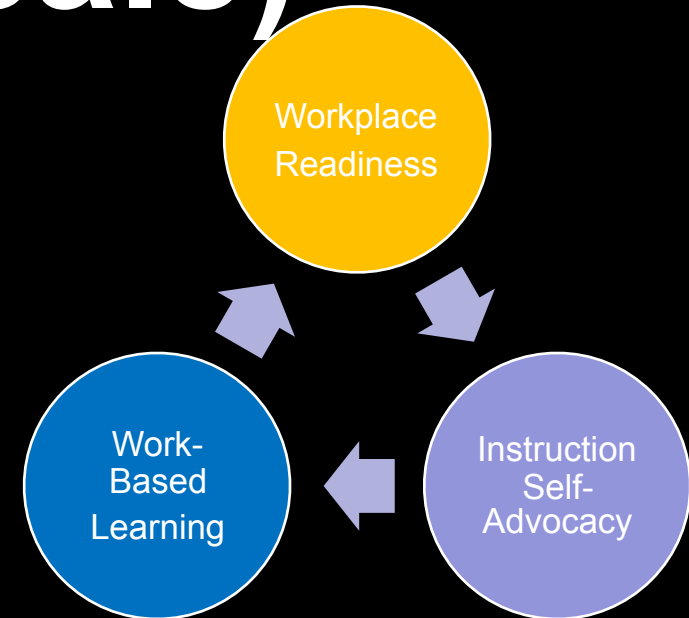 Workplace
Readiness
Instruction
Self-
Advocacy
Work-
Based
Learning